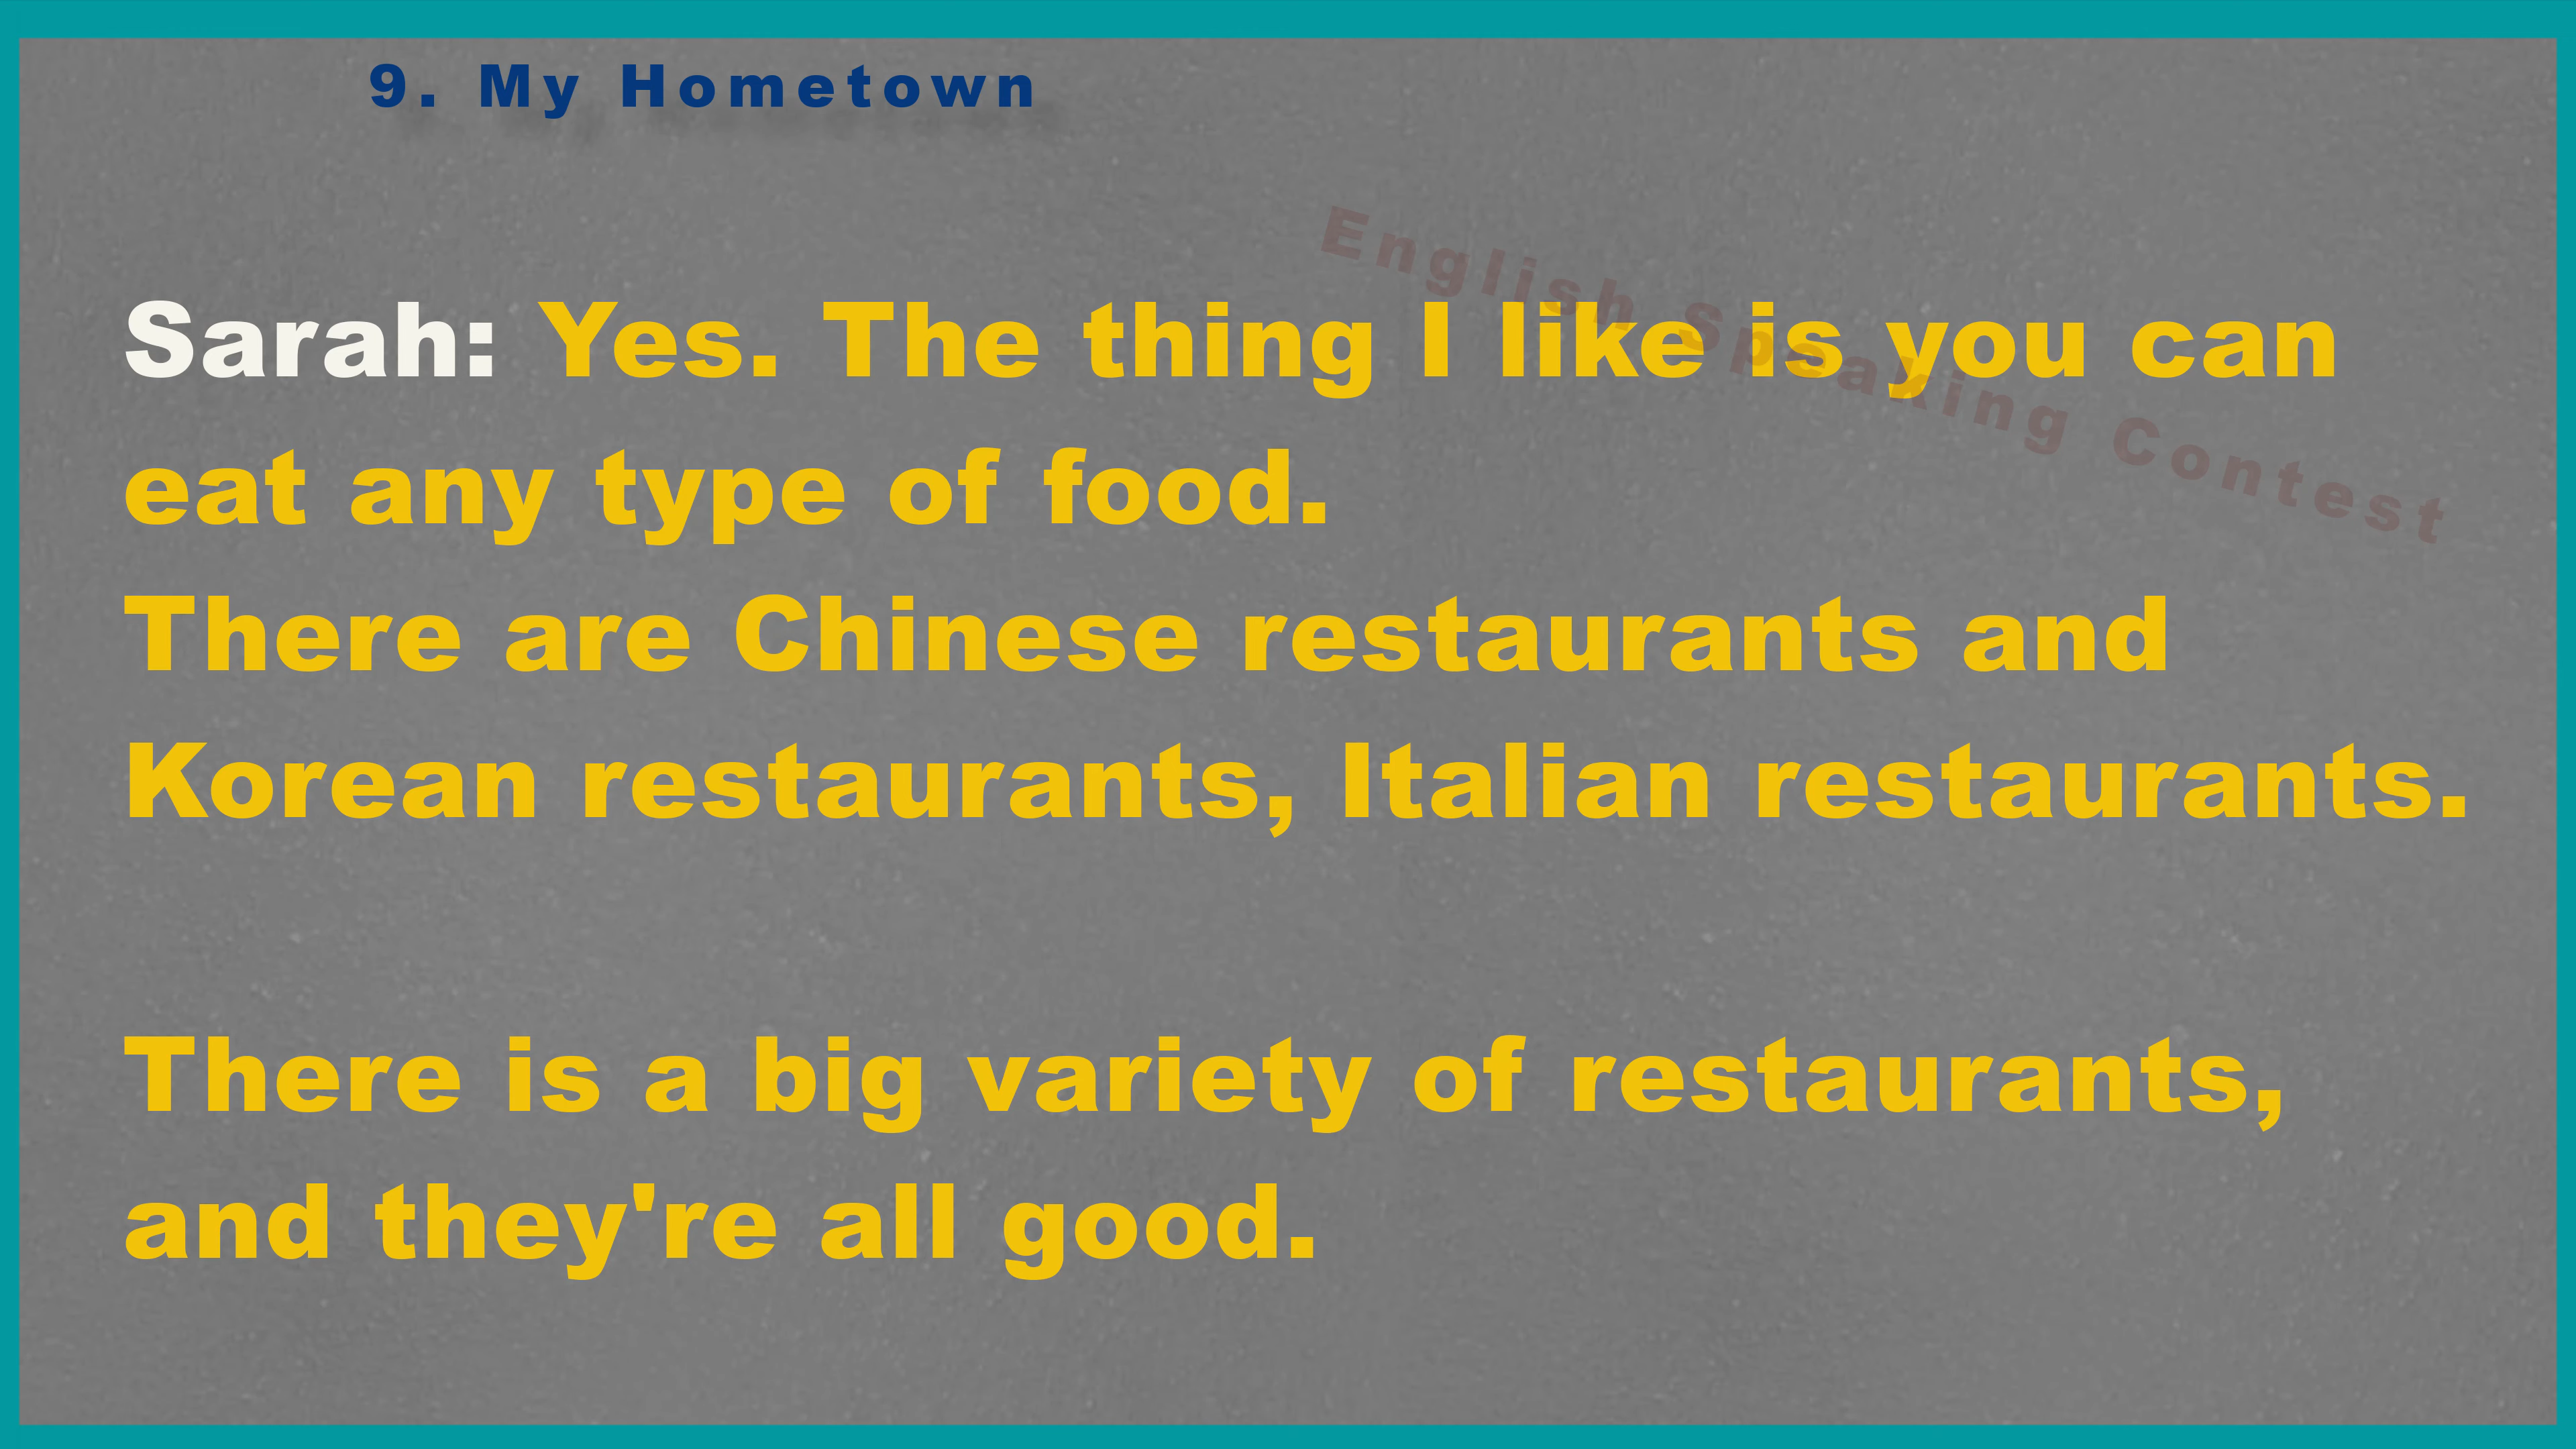 9. My Hometown
English Speaking Contest
Sarah: Yes. The thing I like is you can
eat any type of food.
There are Chinese restaurants and
Korean restaurants, Italian restaurants.
There is a big variety of restaurants,
and they're all good.